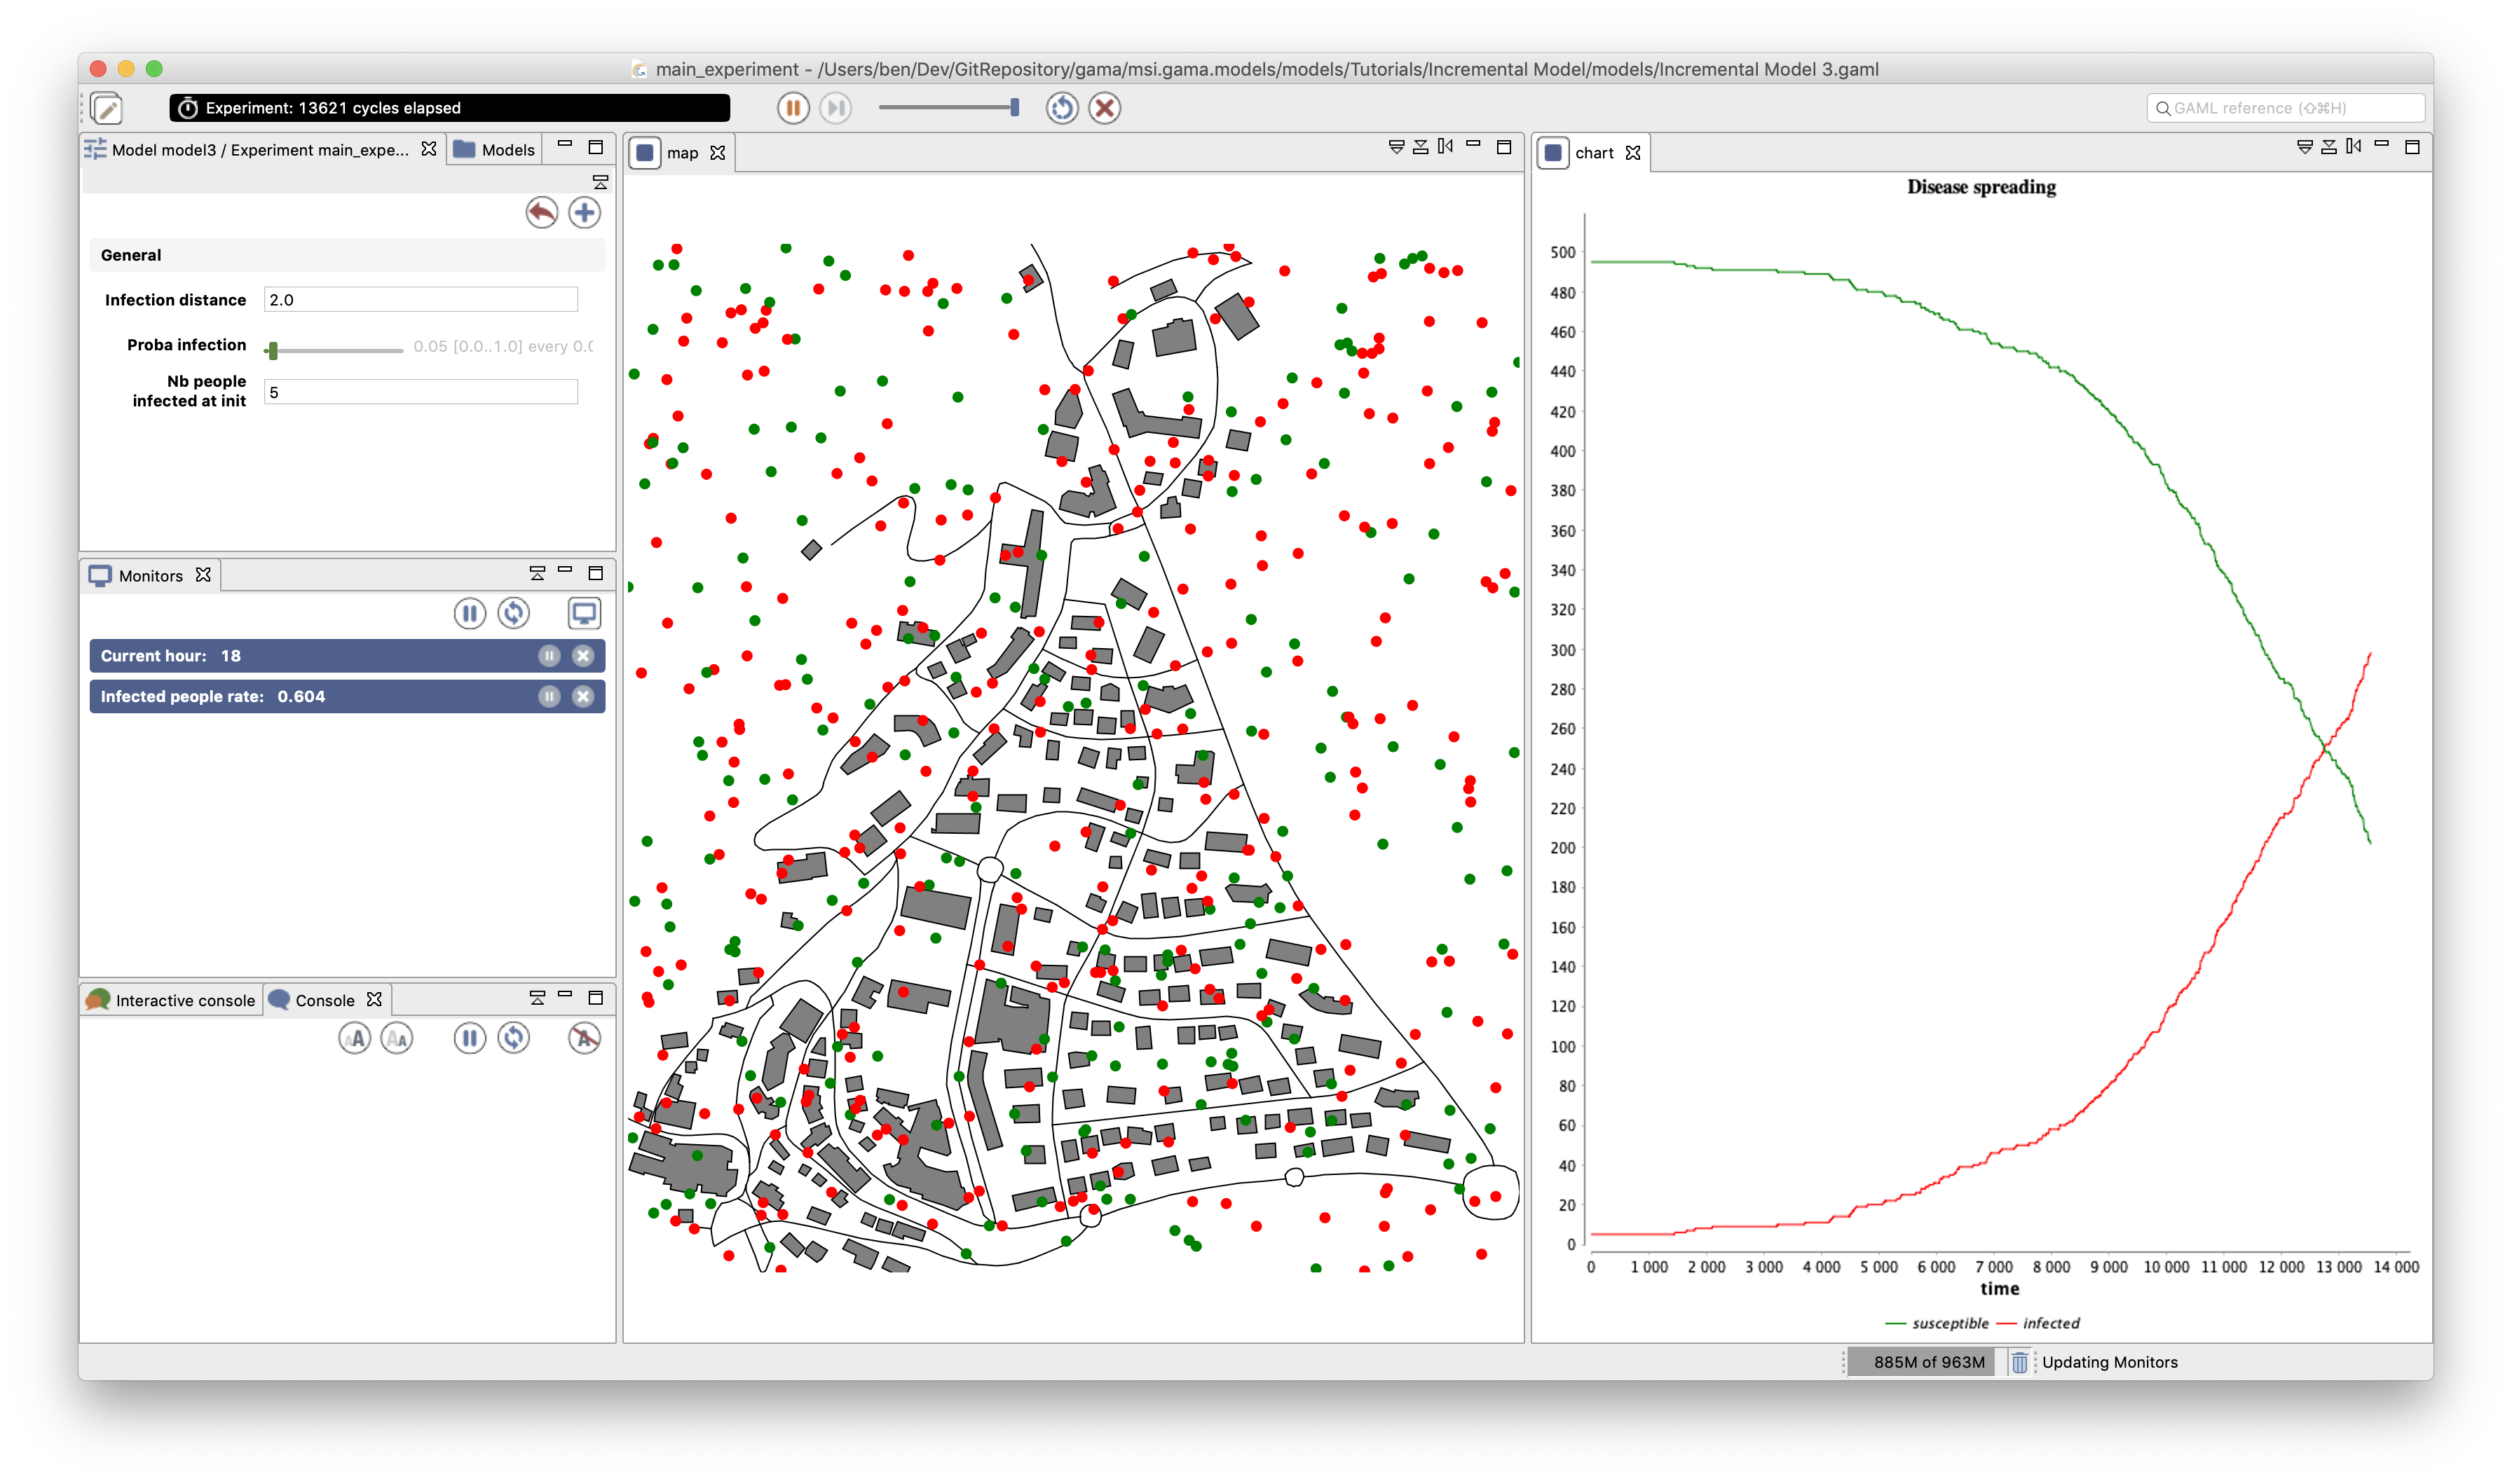 main_experiment - /Users/ben/Dev/GitRepository/gama/msi.gama.models/models/Tutorials/Incremental Model/models/Incremental Model 3.gaml
Experiment: 13621 cycles elapsed
GAML reference (⇧⌘H)
Model model3 / Experiment main_expe...
Models
General
Infection distance 2.0
Proba infection 0.05 [0.0..1.0] every 0.0
Nb people
infected at init 5
Monitors
Current hour: 18
Infected people rate: 0.604
Interactive console
Console
map
chart
Disease spreading
500
480
460
440
420
400
380
360
340
320
300
280
260
240
220
200
180
160
140
120
100
80
60
40
20
0
0 1 000 2 000 3 000 4 000 5 000 6 000 7 000 8 000 9 000 10 000 11 000 12 000 13 000 14 000
time
susceptible infected
885M of 963M
Updating Monitors